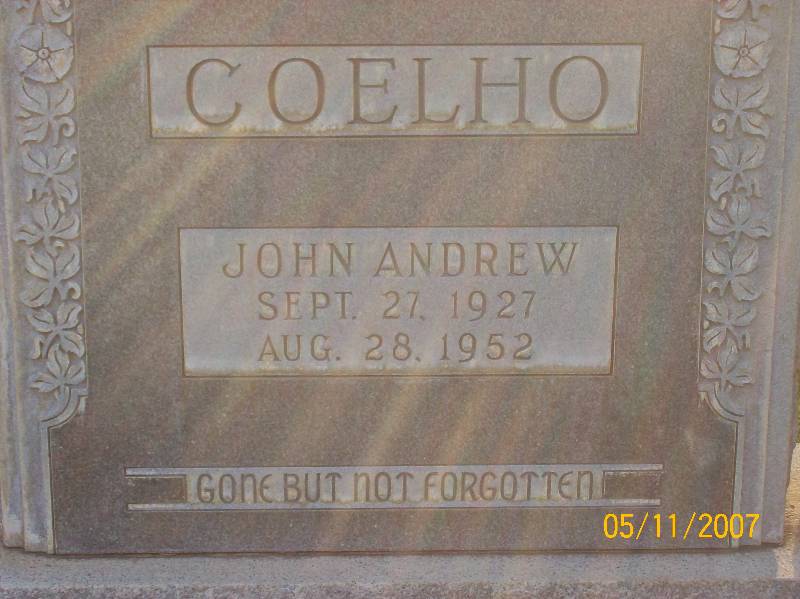 COELHO
JOHN ANDREW
SEPT. 27, 1927
AUG. 28, 1952
GONE BUT NOT FORGOTTEN
05/11/2007